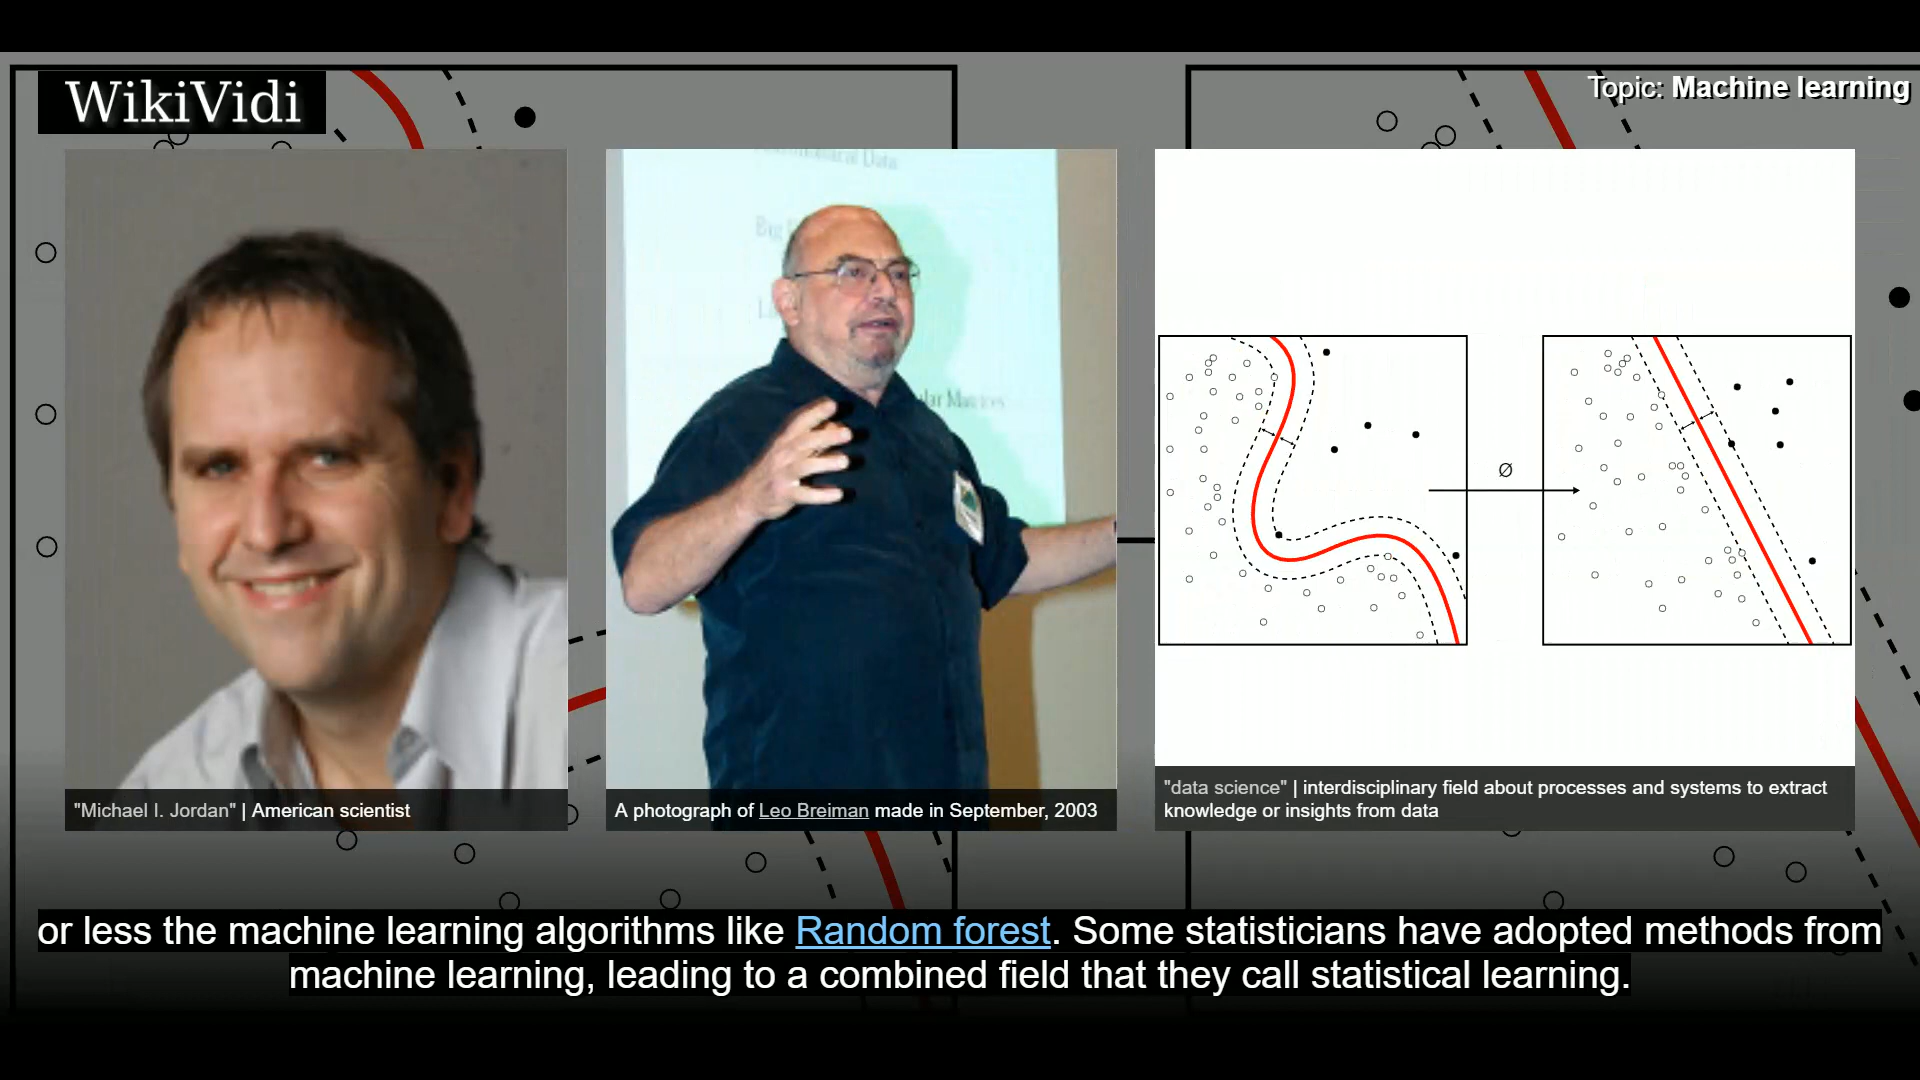 WikiVidi
Topic: Machine learning
"Michael I. Jordan" | American scientist
A photograph of Leo Breiman made in September, 2003
Ø
"data science" | interdisciplinary field about processes and systems to extract
knowledge or insights from data
or less the machine learning algorithms like Random forest. Some statisticians have adopted methods from
machine learning, leading to a combined field that they call statistical learning.